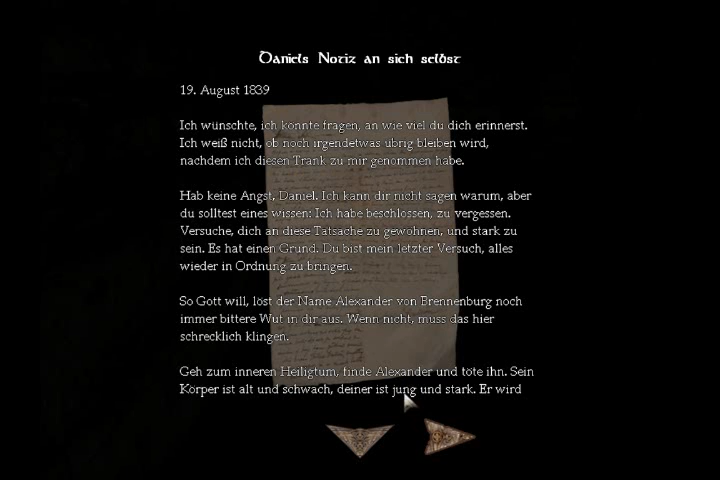 Daniels Notiz an sich selbst
19. August 1839
Ich wünschte, ich könnte fragen, an wie viel du dich erinnerst.
Ich weiß nicht, ob noch irgendetwas übrig bleiben wird,
nachdem ich diesen Trank zu mir genommen habe.
Hab keine Angst, Daniel. Ich kann dir nicht sagen warum, aber
du solltest eines wissen: Ich habe beschlossen, zu vergessen.
Versuche, dich an diese Tatsache zu gewöhnen, und stark zu
sein. Es hat einen Grund. Du bist mein letzter Versuch, alles
wieder in Ordnung zu bringen.
So Gott will, löst der Name Alexander von Brennenburg noch
immer bittere Wut in dir aus. Wenn nicht, muss das hier
schrecklich klingen.
Geh zum inneren Heiligtum, finde Alexander und töte ihn. Sein
Körper ist alt und schwach, deiner ist jung und stark. Er wird